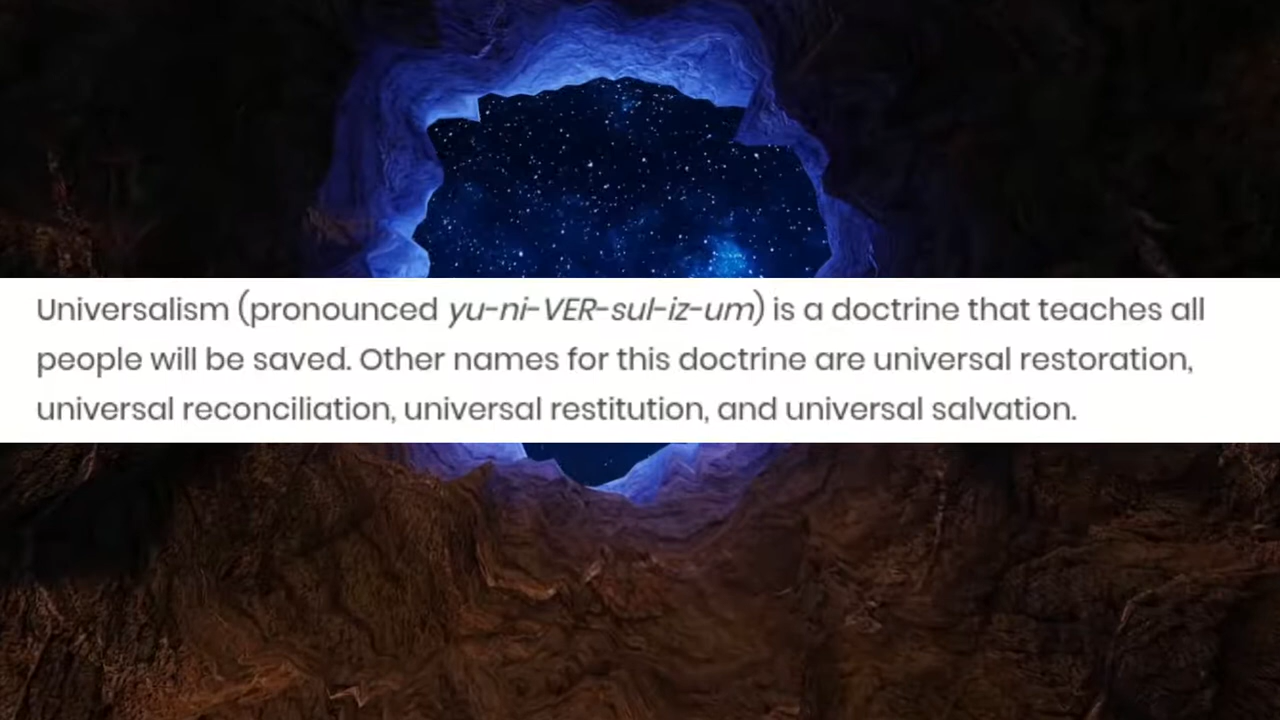 Universalism (pronounced yu-ni-VER-sul-iz-um) is a doctrine that teaches all
people will be saved. Other names for this doctrine are universal restoration,
universal reconciliation, universal restitution, and universal salvation.